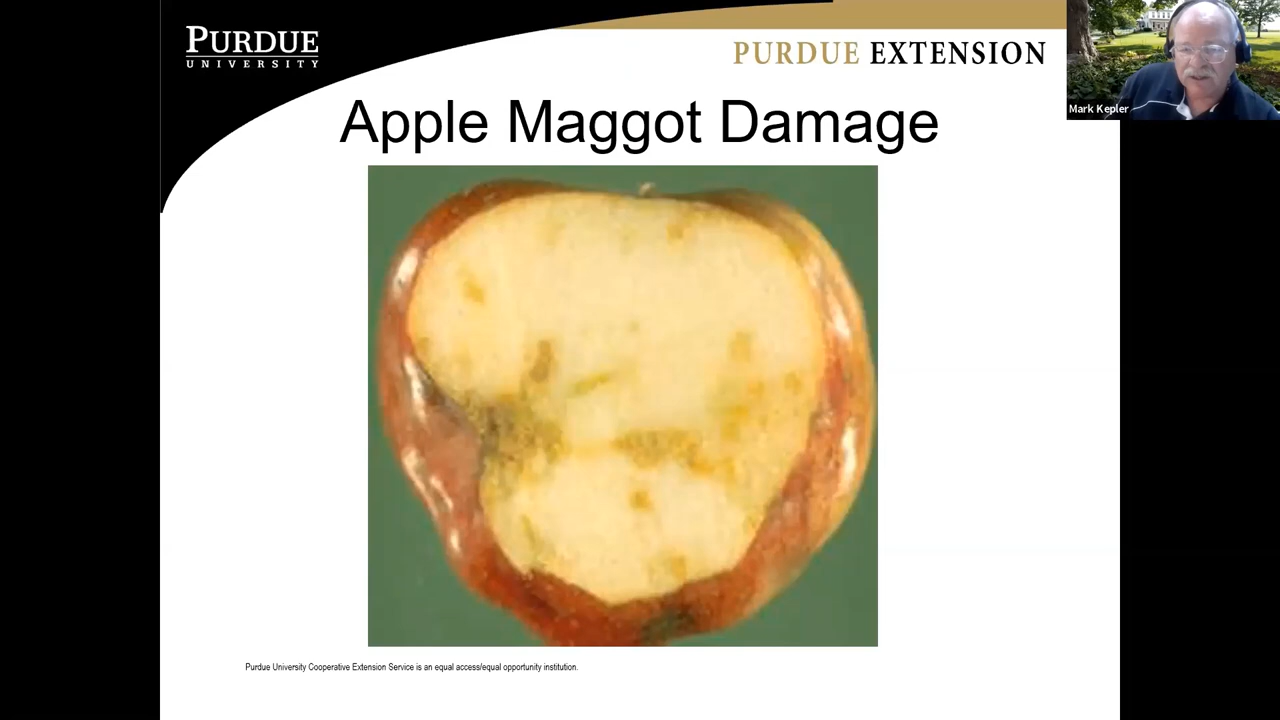 PURDUE
UNIVERSITY
PURDUE EXTENSION
Mark Kepler
Apple Maggot Damage
Purdue University Cooperative Extension Service is an equal access/equal opportunity institution.